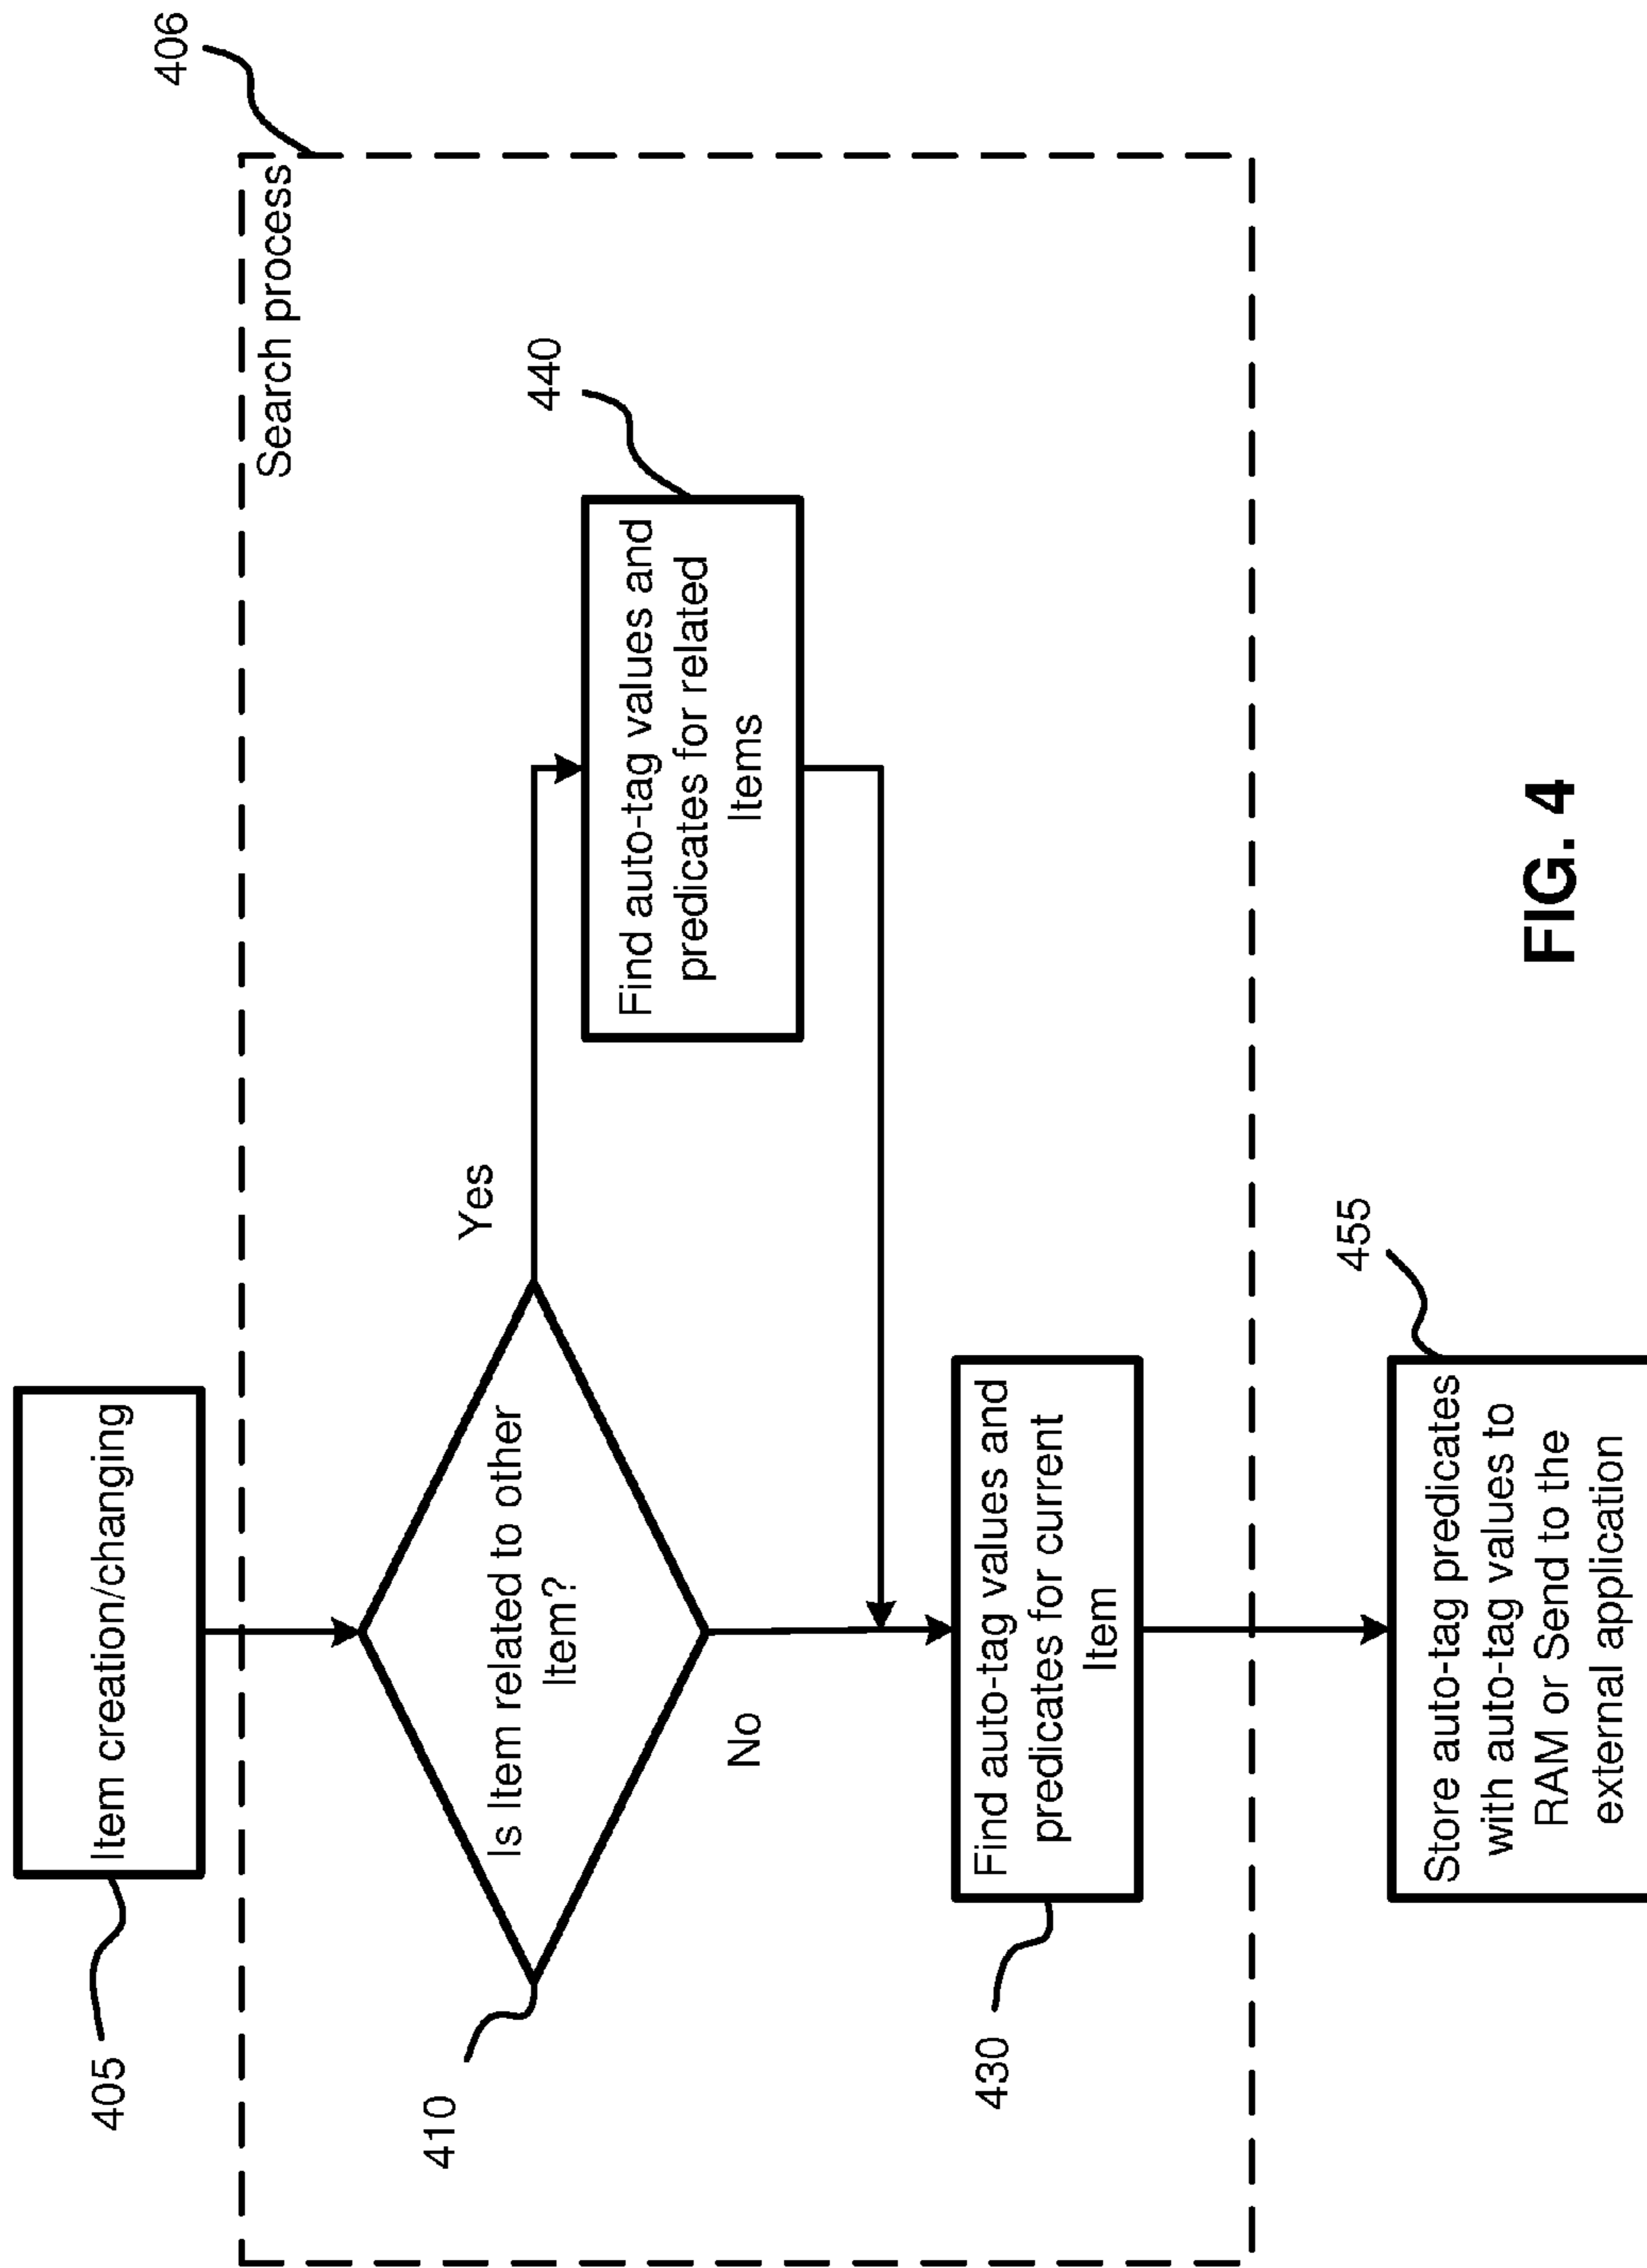 405
Item creation/changing
406
Search process
410
Is Item related to other
Item?
Yes
No
440
Find auto-tag values and
predicates for related
Items
430
Find auto-tag values and
predicates for current
Item
455
Store auto-tag predicates
with auto-tag values to
RAM or Send to the
external application
FIG. 4